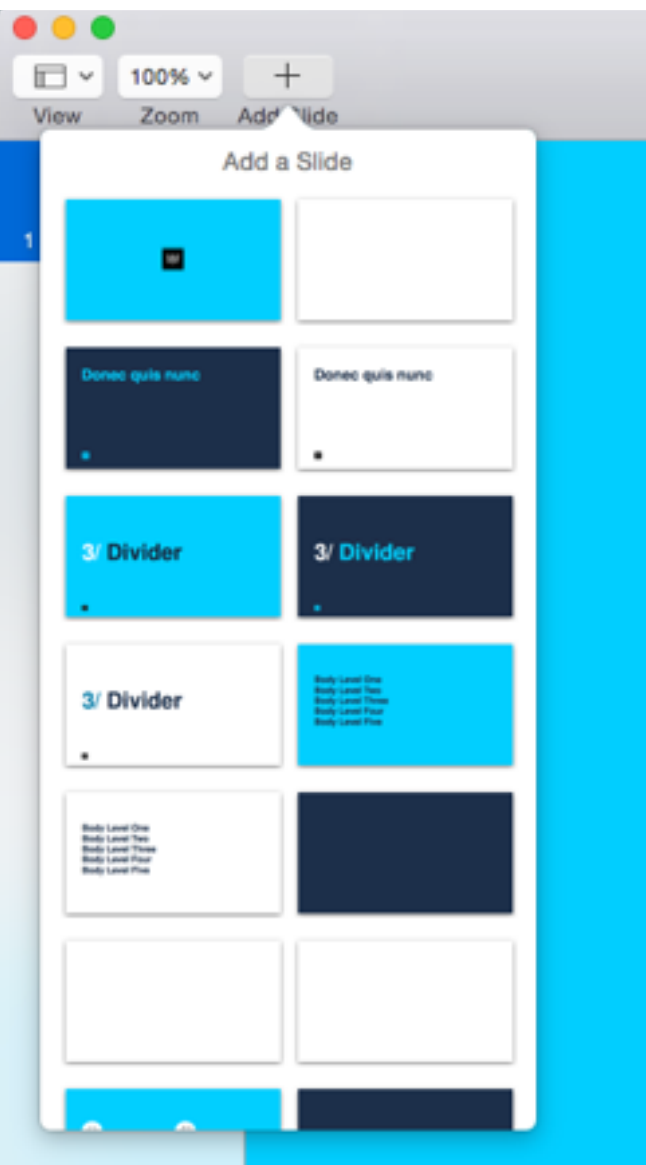 100%
View Zoom Add Slide
Add a Slide
1
Donec quis nunc
Donec quis nunc
3/ Divider
3/ Divider
3/ Divider
Body Level One
Body Level Two
Body Level Three
Body Level Four
Body Level Five
Body Level One
Body Level Two
Body Level Three
Body Level Four
Body Level Five